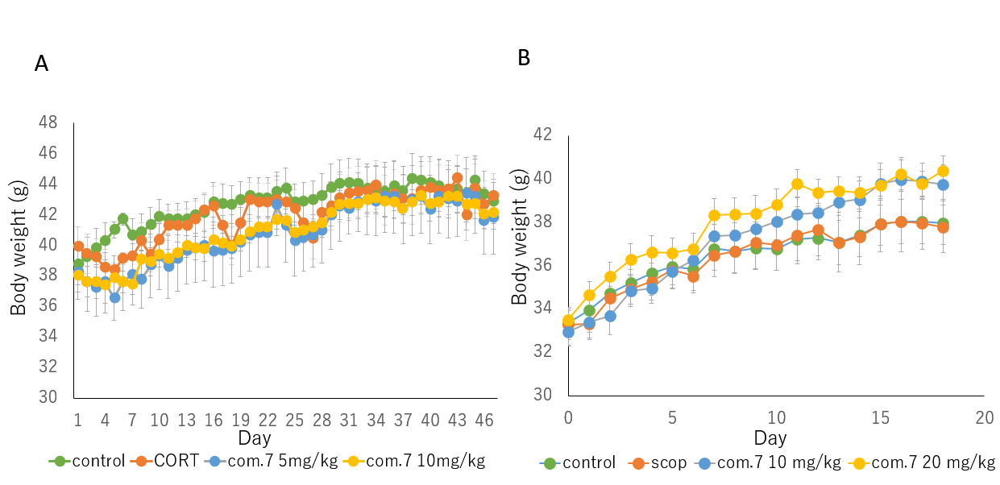 A
48
46
44
42
40
38
36
34
32
30
Body weight (g)
1 4 7 10 13 16 19 22 25 28 31 34 37 40 43 46
Day
control CORT com.7 5mg/kg com.7 10mg/kg
B
42
40
38
36
34
32
30
Body weight (g)
0 5 10 15 20
Day
control scop com.7 10 mg/kg com.7 20 mg/kg